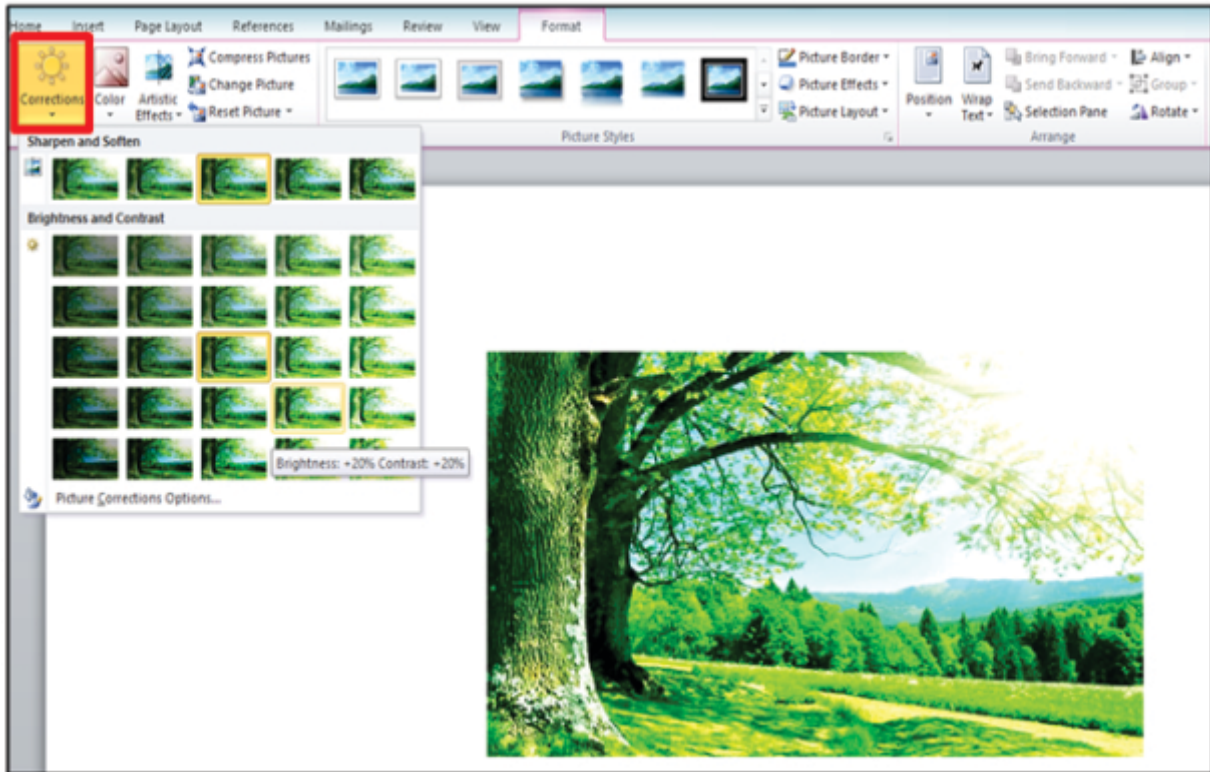 Home Insert Page Layout References Mailings Review View Format
Corrections
Color
Artistic
Effects
Compress Pictures
Change Picture
Reset Picture
Picture Border
Picture Effects
Picture Layout
Position
Wrap
Text
Bring Forward
Send Backward
Selection Pane
Align
Group
Rotate
Picture Styles
Arrange
Sharpen and Soften
Brightness and Contrast
Brightness: +20% Contrast: +20%
Picture Corrections Options...